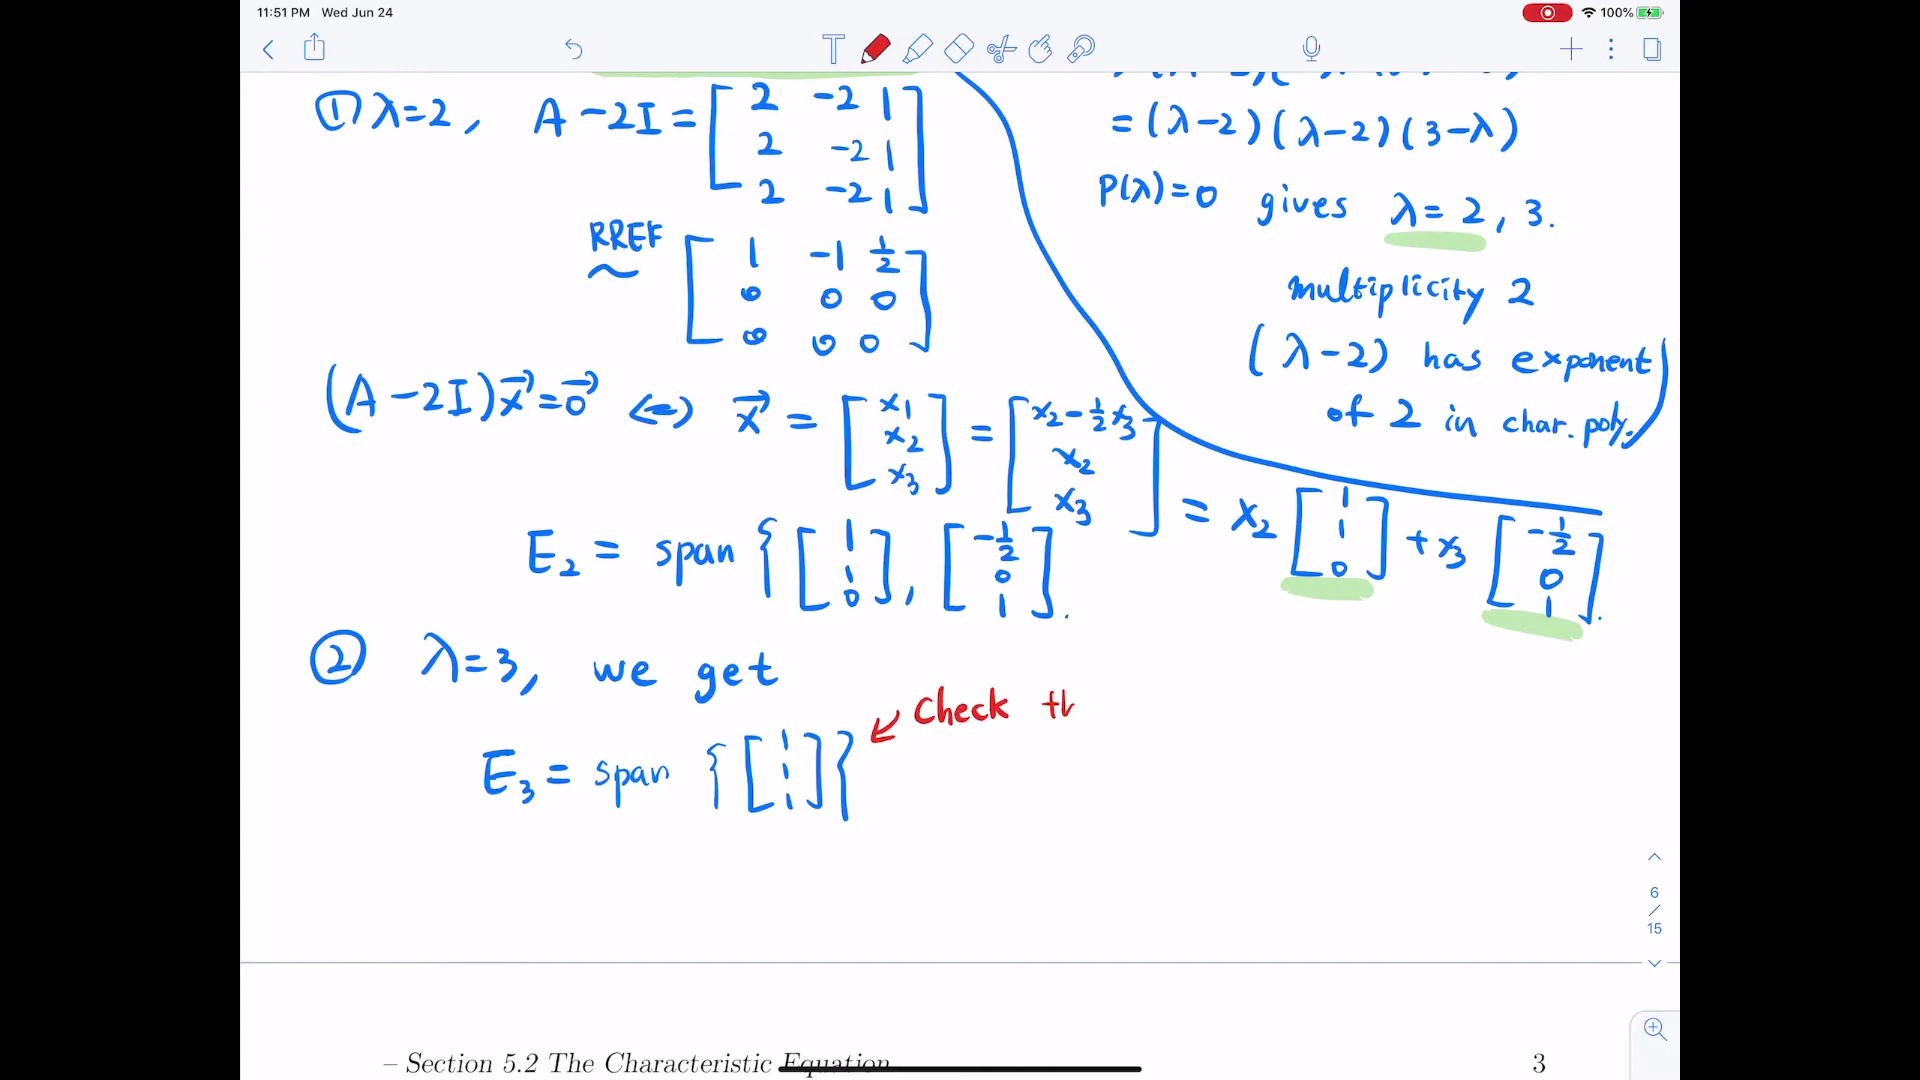 11:51 PM Wed Jun 24
100%
① λ=2, A-2I = [2 -2 1
2 -2 1
2 -2 1]
RREF
~ [1 -1 1/2
0 0 0
0 0 0]
(A-2I)x⃗=0⃗ ⟺ x⃗ = [x₁ x₂ x₃] = [x₂-½x₃ x₂ x₃] = x₂ [1 1 0] + x₃ [-½ 0 1].
E₂ = span { [1 1 0], [-½ 0 1].
= (λ-2)(λ-2)(3-λ)
P(λ)=0 gives λ= 2, 3.
multiplicity 2
(λ-2) has exponent
of 2 in char. poly.)
② λ=3, we get
E₃ = span {[1 1 1]}
Check th
6
/
15
– Section 5.2 The Characteristic Equation
3